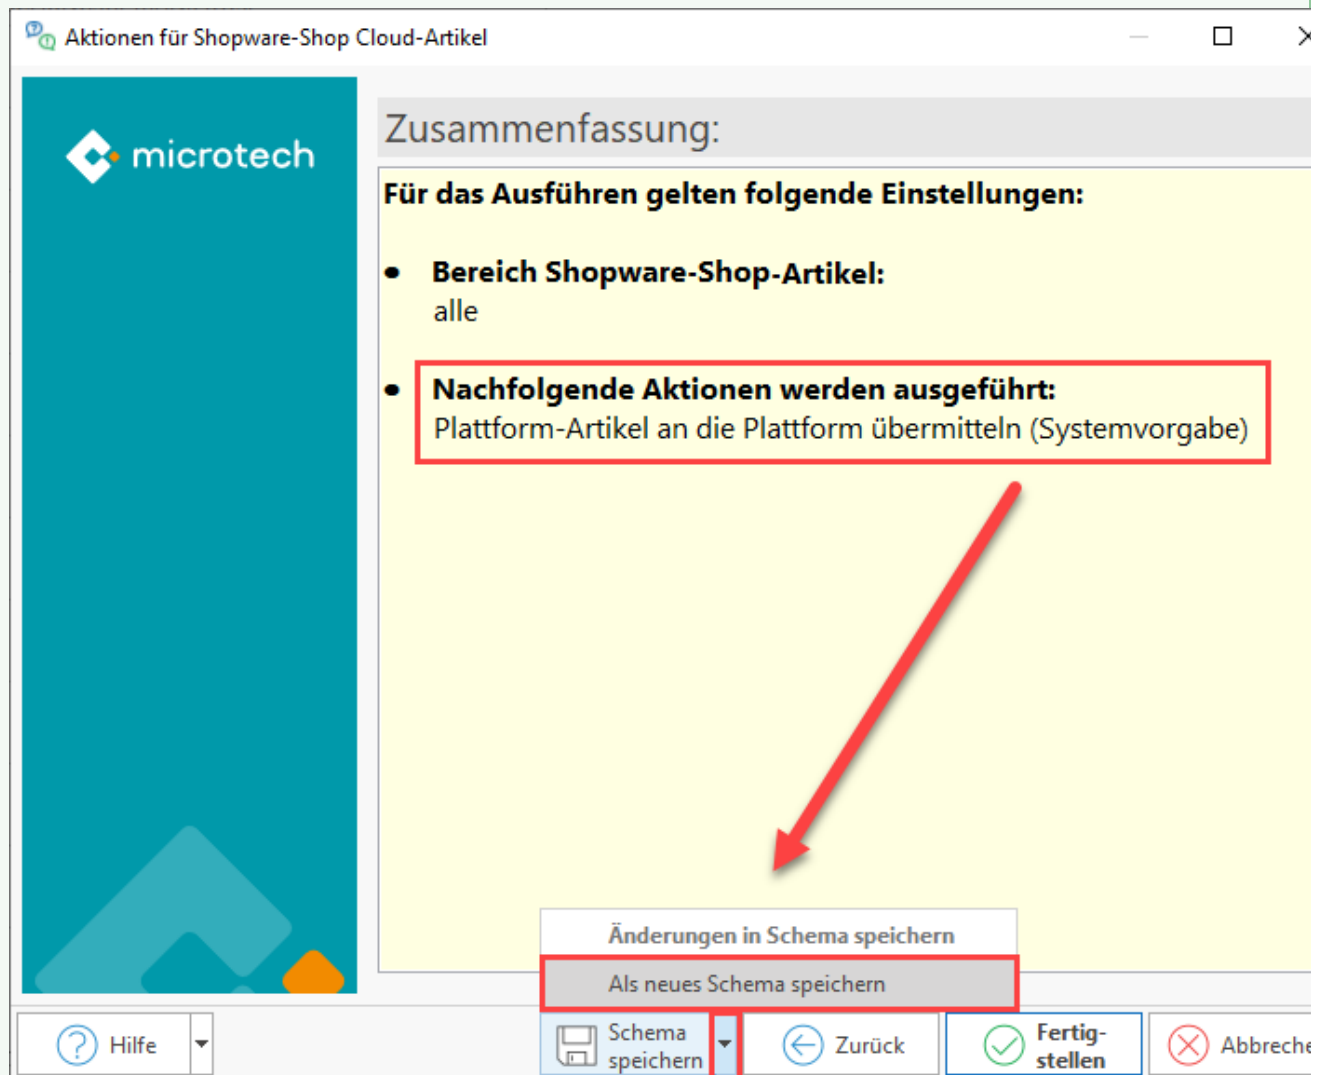 Aktionen für Shopware-Shop Cloud-Artikel
microtech
Zusammenfassung:
Für das Ausführen gelten folgende Einstellungen:
• Bereich Shopware-Shop-Artikel:
alle
• Nachfolgende Aktionen werden ausgeführt:
Plattform-Artikel an die Plattform übermitteln (Systemvorgabe)
Änderungen in Schema speichern
Als neues Schema speichern
Hilfe
Schema
speichern
Zurück
Fertig-
stellen
Abbreche